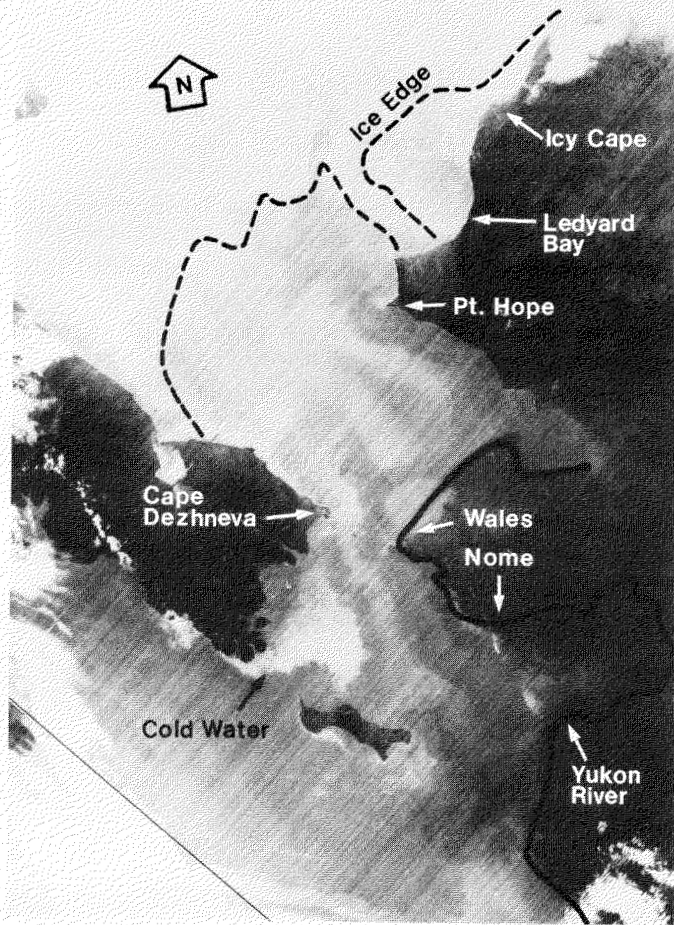 N
Ice Edge
Icy Cape
Ledyard
Bay
Pt. Hope
Cape
Dezhneva
Wales
Nome
Cold Water
Yukon
River